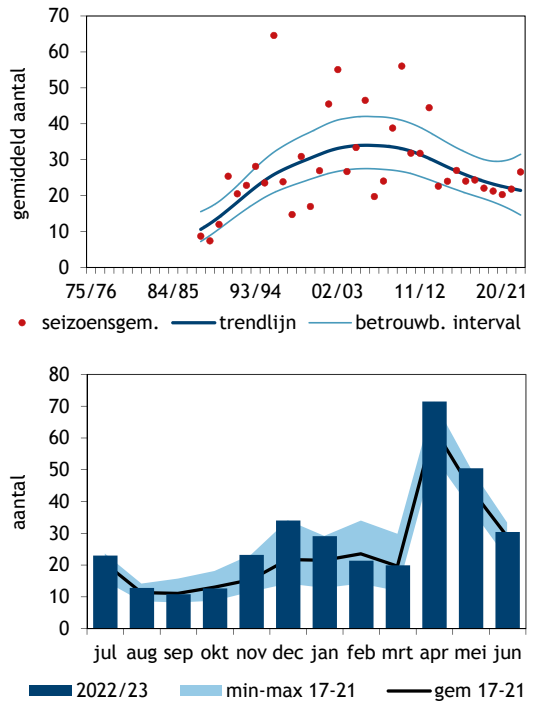 70
60
50
40
30
20
10
0
gemiddeld aantal
75/76 84/85 93/94 02/03 11/12 20/21
seizoensgem. trendlijn betrouwb. interval
80
70
60
50
40
30
20
10
0
aantal
jul aug sep okt nov dec jan feb mrt apr mei jun
2022/23 min-max 17-21 gem 17-21